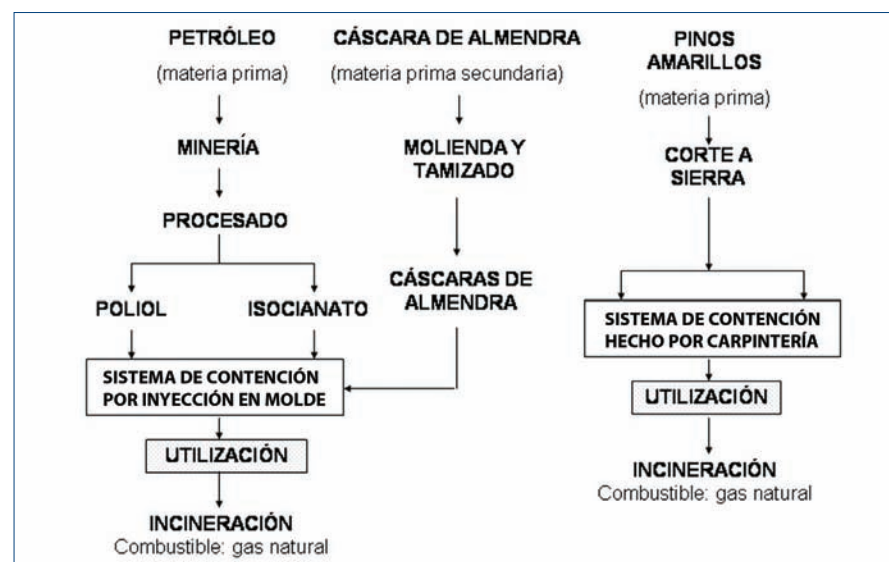 PETRÓLEO
(materia prima)
MINERÍA
PROCESADO
POLIOL
ISOCIANATO
CÁSCARA DE ALMENDRA
(materia prima secundaria)
MOLIENDA Y
TAMIZADO
CÁSCARAS DE
ALMENDRA
SISTEMA DE CONTENCIÓN
POR INYECCIÓN EN MOLDE
UTILIZACIÓN
INCINERACIÓN
Combustible: gas natural
PINOS
AMARILLOS
(materia prima)
CORTE A
SIERRA
SISTEMA DE CONTENCIÓN
HECHO POR CARPINTERÍA
UTILIZACIÓN
INCINERACIÓN
Combustible: gas natural